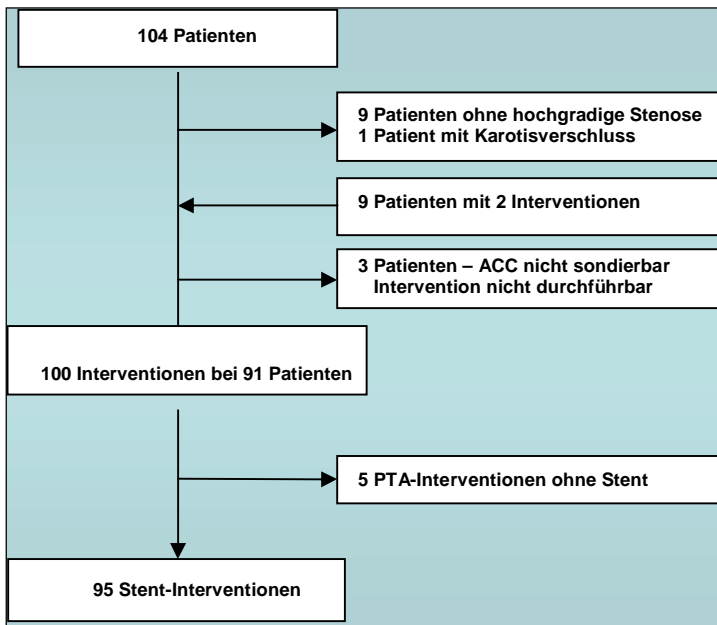 104 Patienten
9 Patienten ohne hochgradige Stenose
1 Patient mit Karotisverschluss
9 Patienten mit 2 Interventionen
3 Patienten – ACC nicht sondierbar
Intervention nicht durchführbar
100 Interventionen bei 91 Patienten
5 PTA-Interventionen ohne Stent
95 Stent-Interventionen